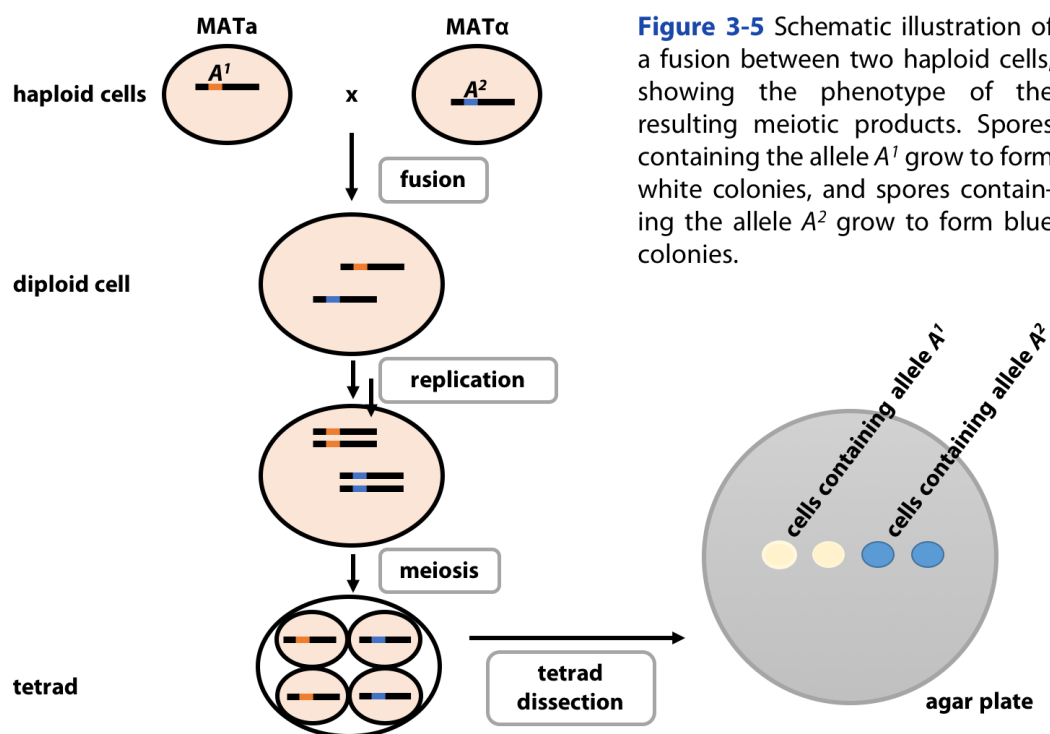 MATa
MATα
A¹
A²
haploid cells
x
fusion
diploid cell
replication
meiosis
tetrad
tetrad
dissection
Figure 3-5 Schematic illustration of
a fusion between two haploid cells,
showing the phenotype of the
resulting meiotic products. Spores
containing the allele A¹ grow to form
white colonies, and spores contain-
ing the allele A² grow to form blue
colonies.
cells containing allele A¹
cells containing allele A²
agar plate